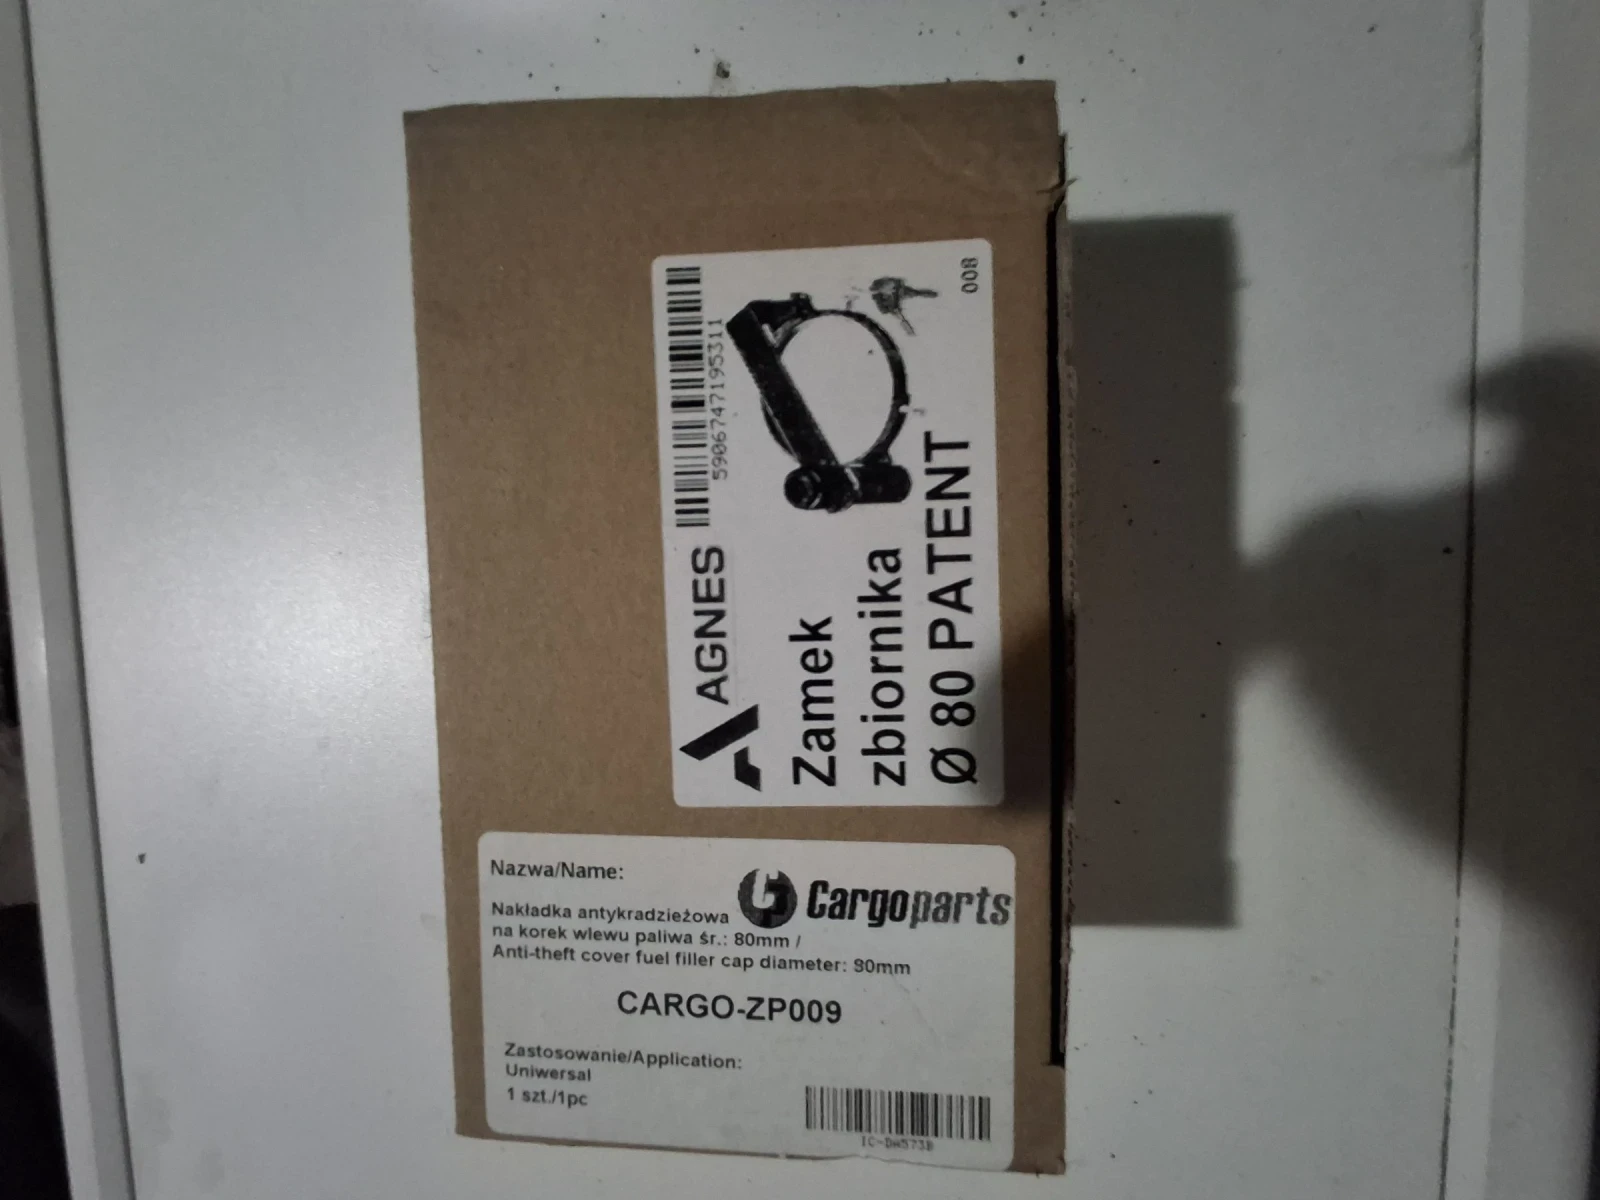 AGNES
5906747195311
Zamek
zbiornika
Ø 80 PATENT
008
Nazwa/Name:
Cargoparts
Nakładka antykradzieżowa
na korek wlewu paliwa śr.: 80mm /
Anti-theft cover fuel filler cap diameter: 80mm
CARGO-ZP009
Zastosowanie/Application:
Uniwersal
1 szt./1pc